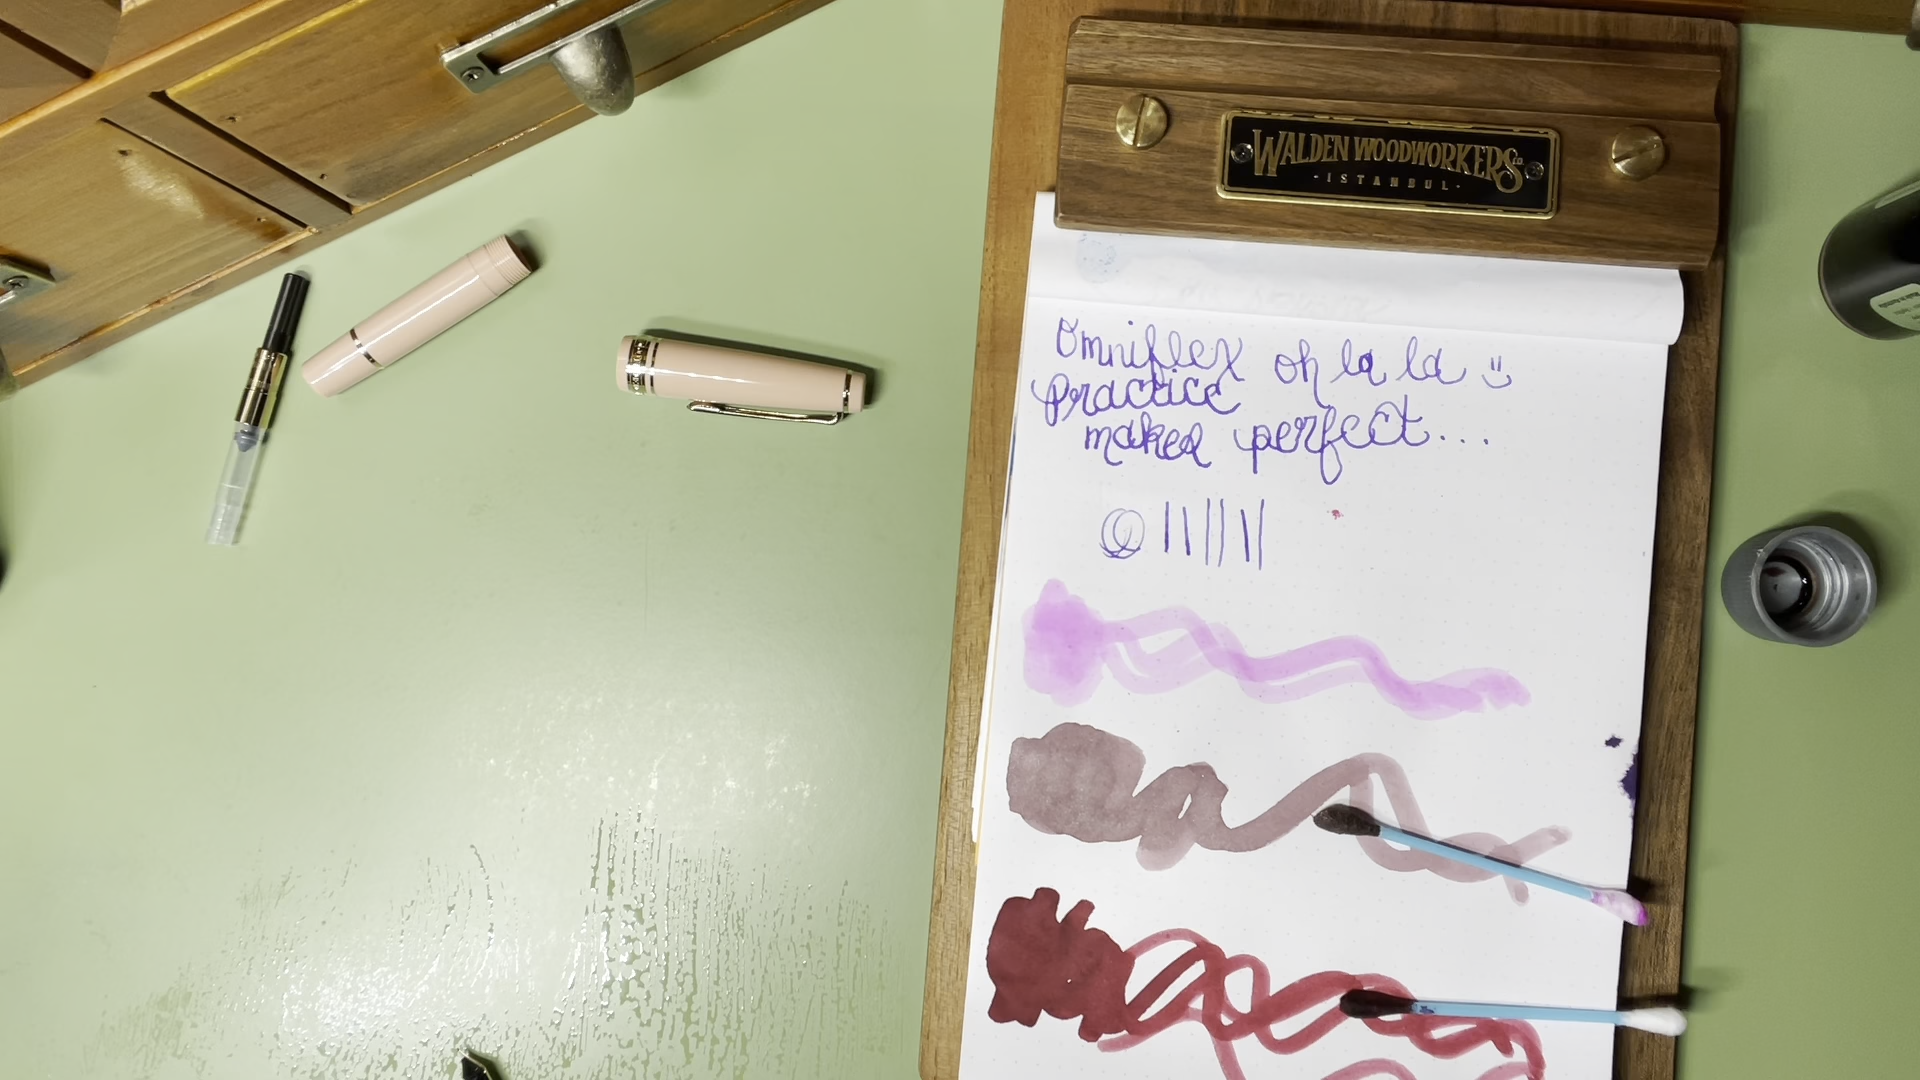 WALDEN WOODWORKERS Co.
- ISTANBUL -
Omniflex oh la la
practice
makes perfect...